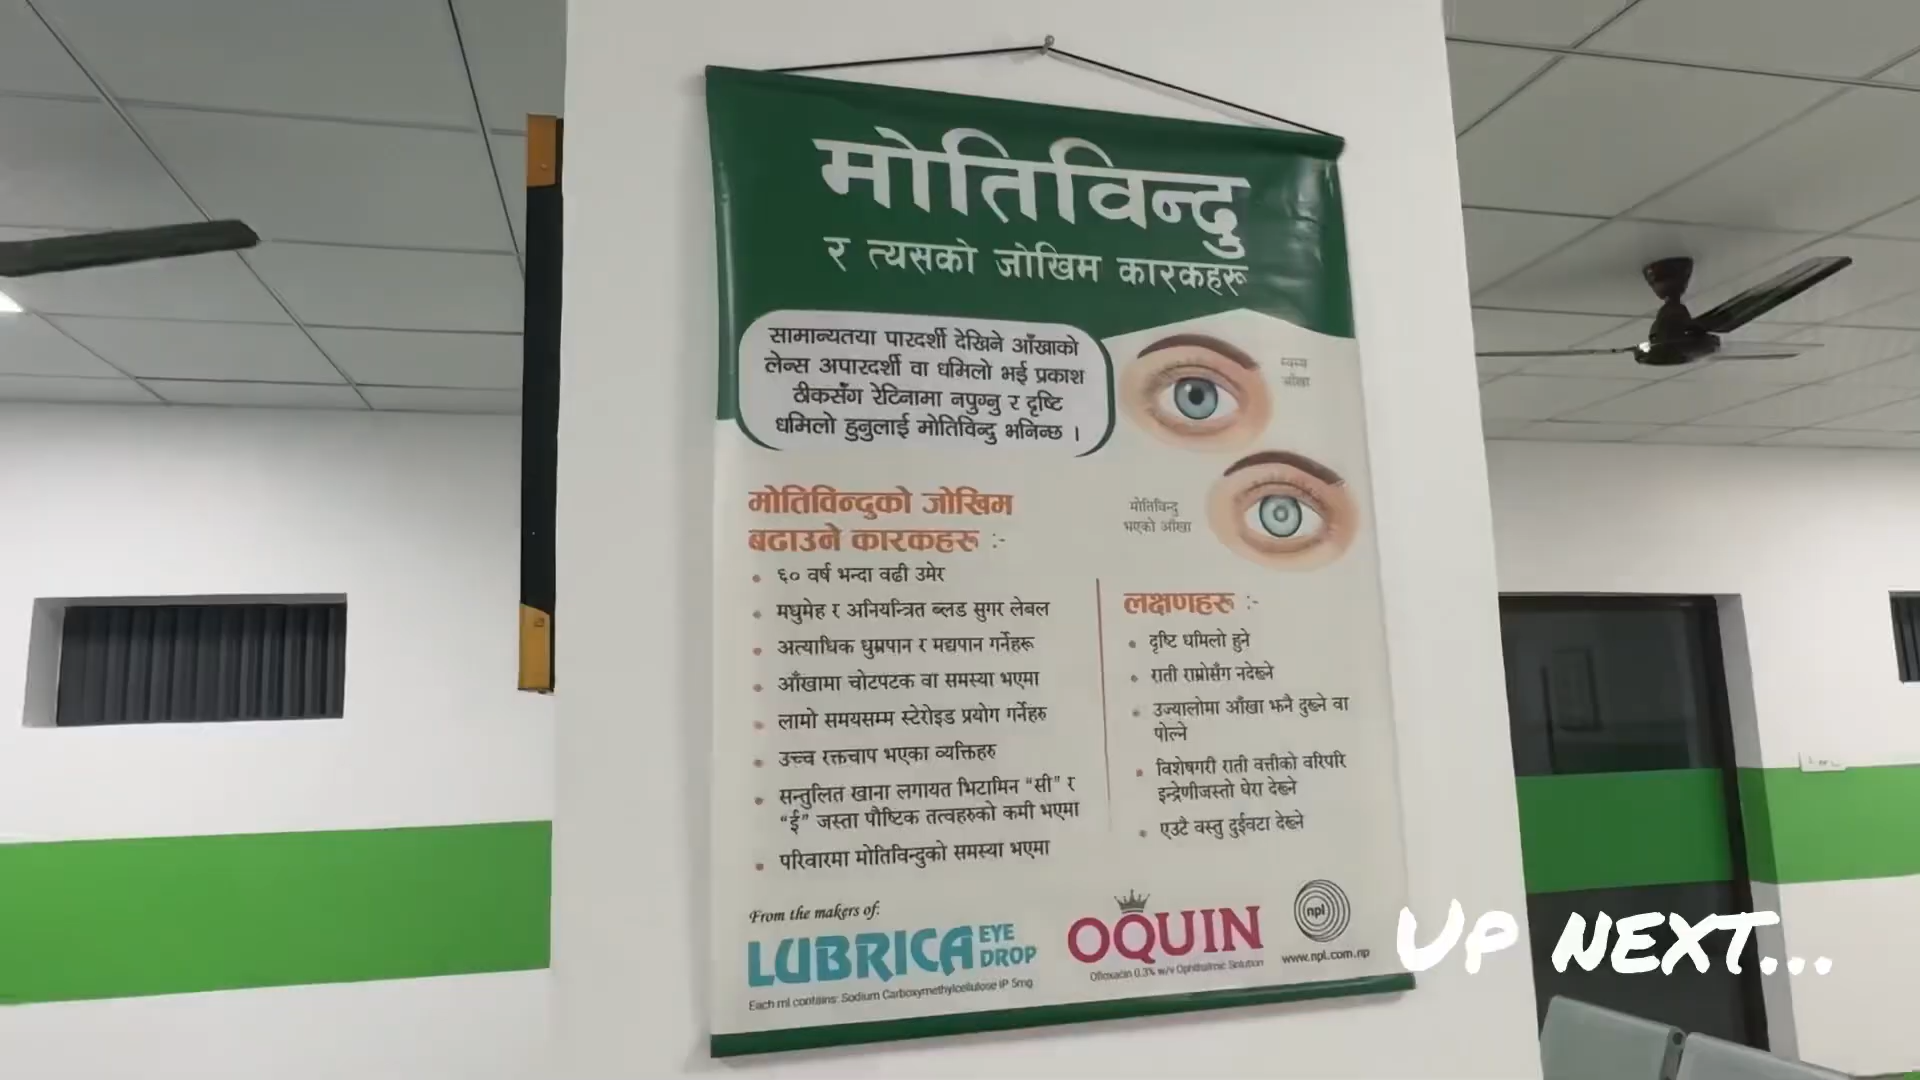 मोतिविन्दु
र त्यसको जोखिम कारकहरू
सामान्यतया पारदर्शी देखिने आँखाको
लेन्स अपारदर्शी वा धमिलो भई प्रकाश
ठीकसँग रेटिनामा नपुग्नु र दृष्टि
धमिलो हुनुलाई मोतिविन्दु भनिन्छ ।
स्वस्थ
आँखा
मोतिविन्दु
भएको आँखा
मोतिविन्दुको जोखिम
बढाउने कारकहरू :-
• ६० वर्ष भन्दा वढी उमेर
• मधुमेह र अनियन्त्रित ब्लड सुगर लेबल
• अत्याधिक धुम्रपान र मद्यपान गर्नेहरू
• आँखामा चोटपटक वा समस्या भएमा
• लामो समयसम्म स्टेरोइड प्रयोग गर्नेहरु
• उच्च रक्तचाप भएका व्यक्तिहरु
• सन्तुलित खाना लगायत भिटामिन "सी" र
"ई" जस्ता पौष्टिक तत्वहरुको कमी भएमा
• परिवारमा मोतिविन्दुको समस्या भएमा
लक्षणहरू :-
• दृष्टि धमिलो हुने
• राती राम्रोसँग नदेख्ने
• उज्यालोमा आँखा झनै दुख्ने वा
पोल्ने
• विशेषगरी राती वत्तीको वरिपरि
इन्द्रेणीजस्तो घेरा देख्ने
• एउटै वस्तु दुईवटा देख्ने
From the makers of:
LUBRICA EYE DROP
Each ml contains: Sodium Carboxymethylcellulose IP 5mg
OQUIN
Ofloxacin 0.3% w/v Ophthalmic Solution
npl
www.npl.com.np
UP NEXT...